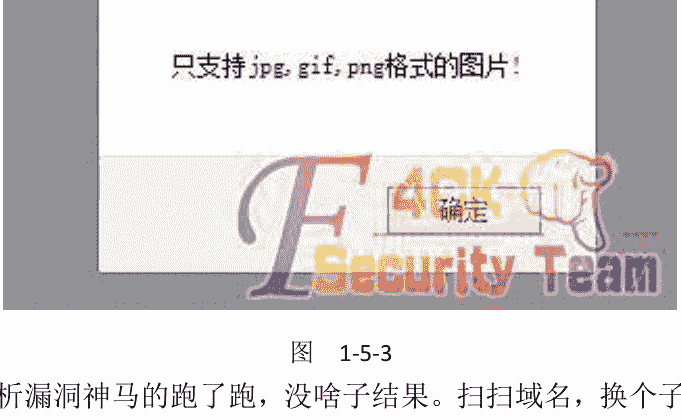 只支持jpg,gif,png格式的图片!
确定
F4CK
Security Team
图 1-5-3
析漏洞神马的跑了跑，没啥子结果。扫扫域名，换个子